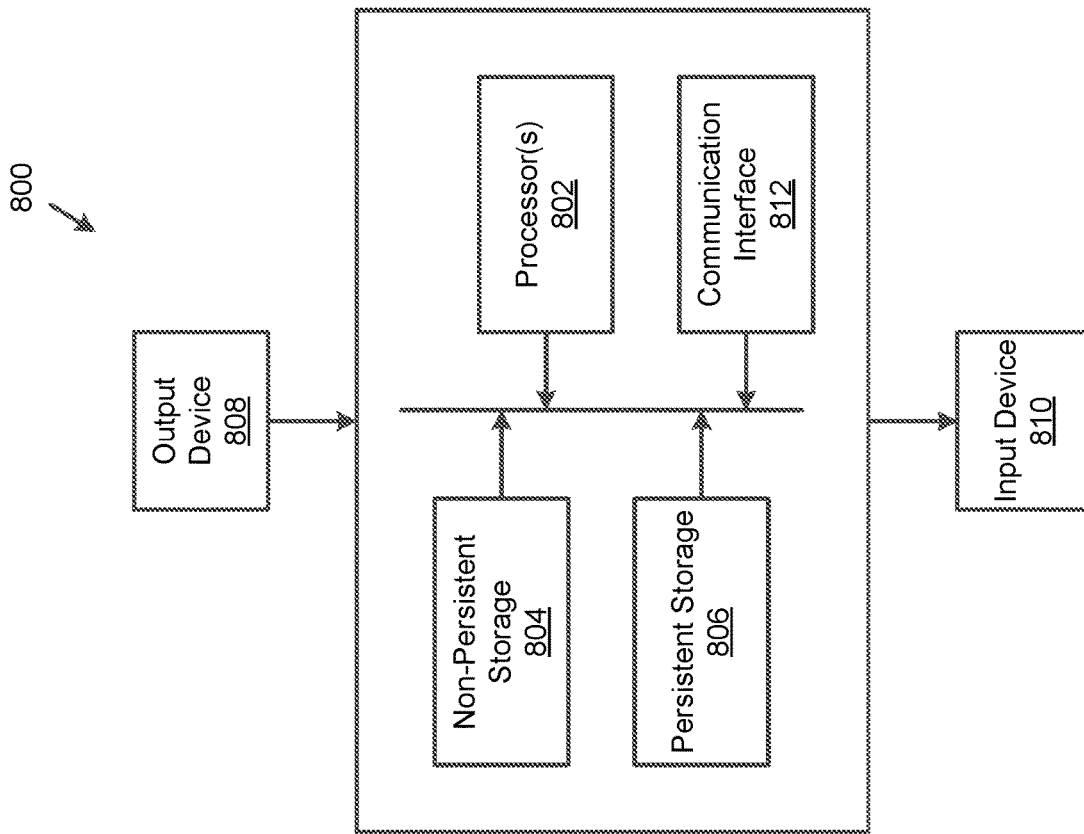 800
Output
Device
808
Non-Persistent
Storage
804
Processor(s)
802
Persistent Storage
806
Communication
Interface
812
Input Device
810